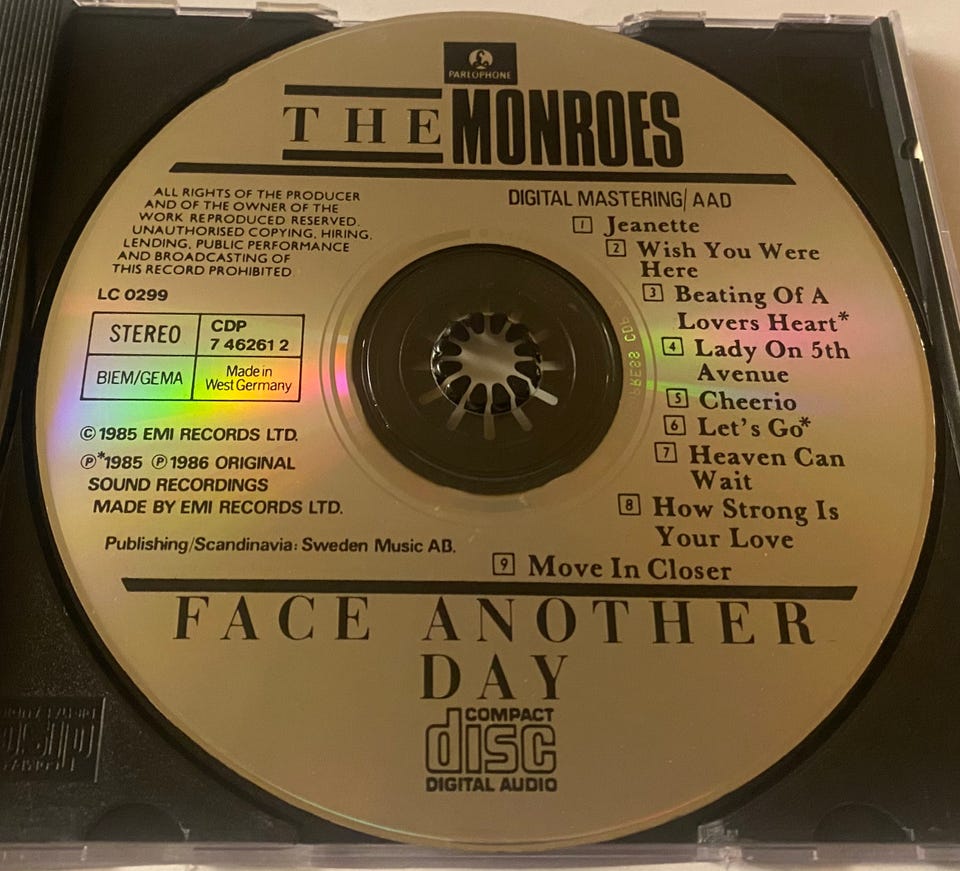 PARLOPHONE
THE MONROES
ALL RIGHTS OF THE PRODUCER
AND OF THE OWNER OF THE
WORK REPRODUCED RESERVED.
UNAUTHORISED COPYING, HIRING,
LENDING, PUBLIC PERFORMANCE
AND BROADCASTING OF
THIS RECORD PROHIBITED
LC 0299
STEREO
CDP
7 46261 2
BIEM/GEMA
Made in
West Germany
© 1985 EMI RECORDS LTD.
℗*1985 ℗ 1986 ORIGINAL
SOUND RECORDINGS
MADE BY EMI RECORDS LTD.
Publishing/Scandinavia: Sweden Music AB.
DIGITAL MASTERING/AAD
1 Jeanette
2 Wish You Were
Here
3 Beating Of A
Lovers Heart*
4 Lady On 5th
Avenue
5 Cheerio
6 Let's Go*
7 Heaven Can
Wait
8 How Strong Is
Your Love
9 Move In Closer
FACE ANOTHER
DAY
COMPACT
disc
DIGITAL AUDIO